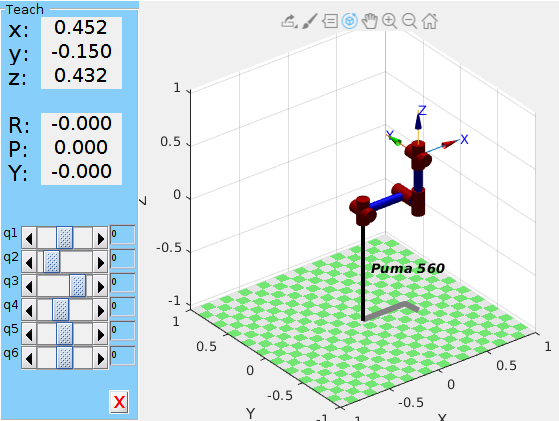 Teach
x: 0.452
y: -0.150
z: 0.432
R: -0.000
P: 0.000
Y: -0.000
q1 0
q2 0
q3 0
q4 0
q5 0
q6 0
X
Z
1
0.5
0
-0.5
-1
Z
Y
X
Puma 560
1
0.5
0
-0.5
-1
Y
-1
-0.5
0
0.5
1
X